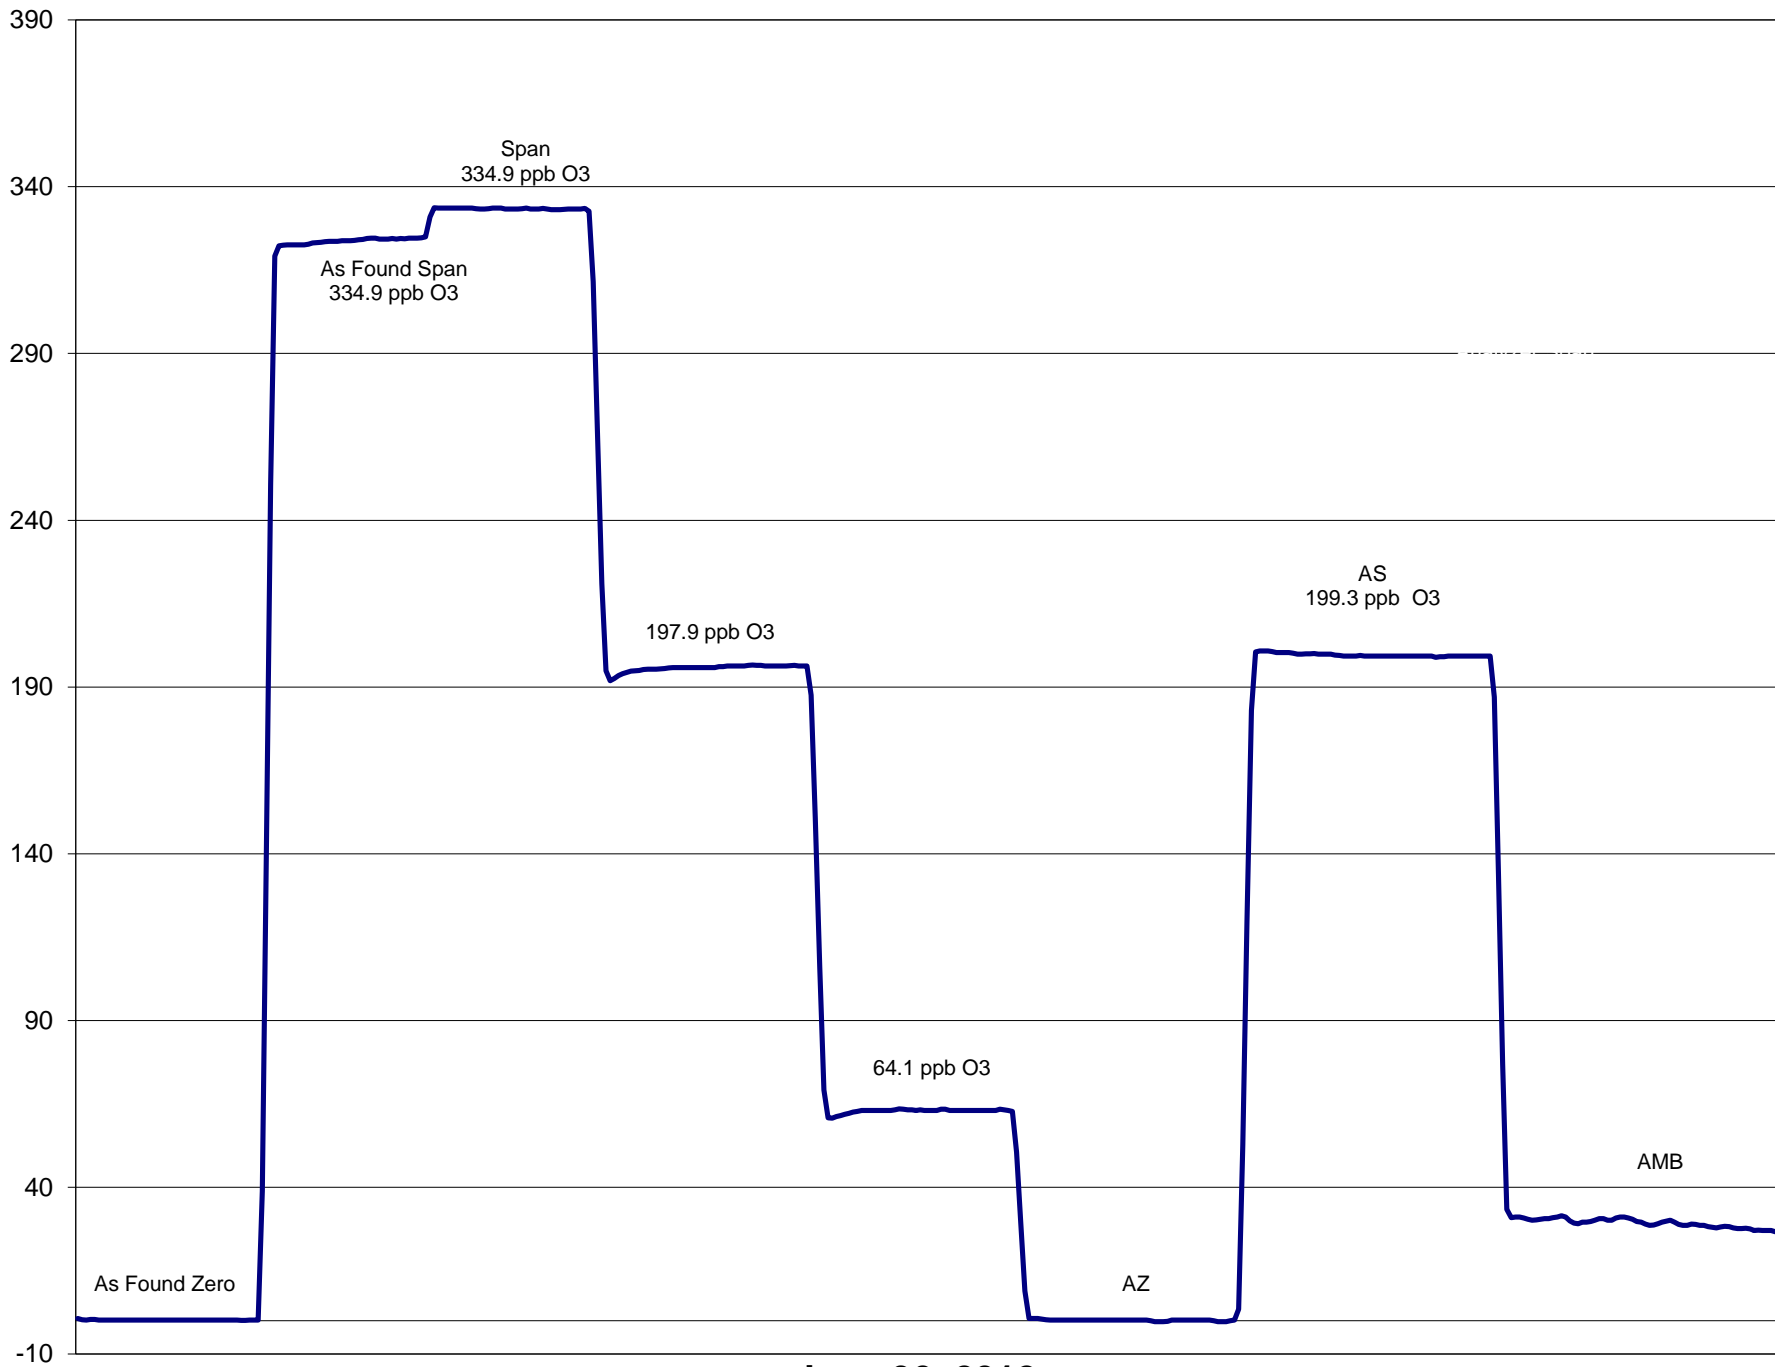 390
Span
334.9 ppb O3
340
As Found Span
334.9 ppb O3
290
240
AS
199.3 ppb  O3
197.9 ppb O3
190
140
90
64.1 ppb O3
AMB
40
As Found Zero
AZ
-10